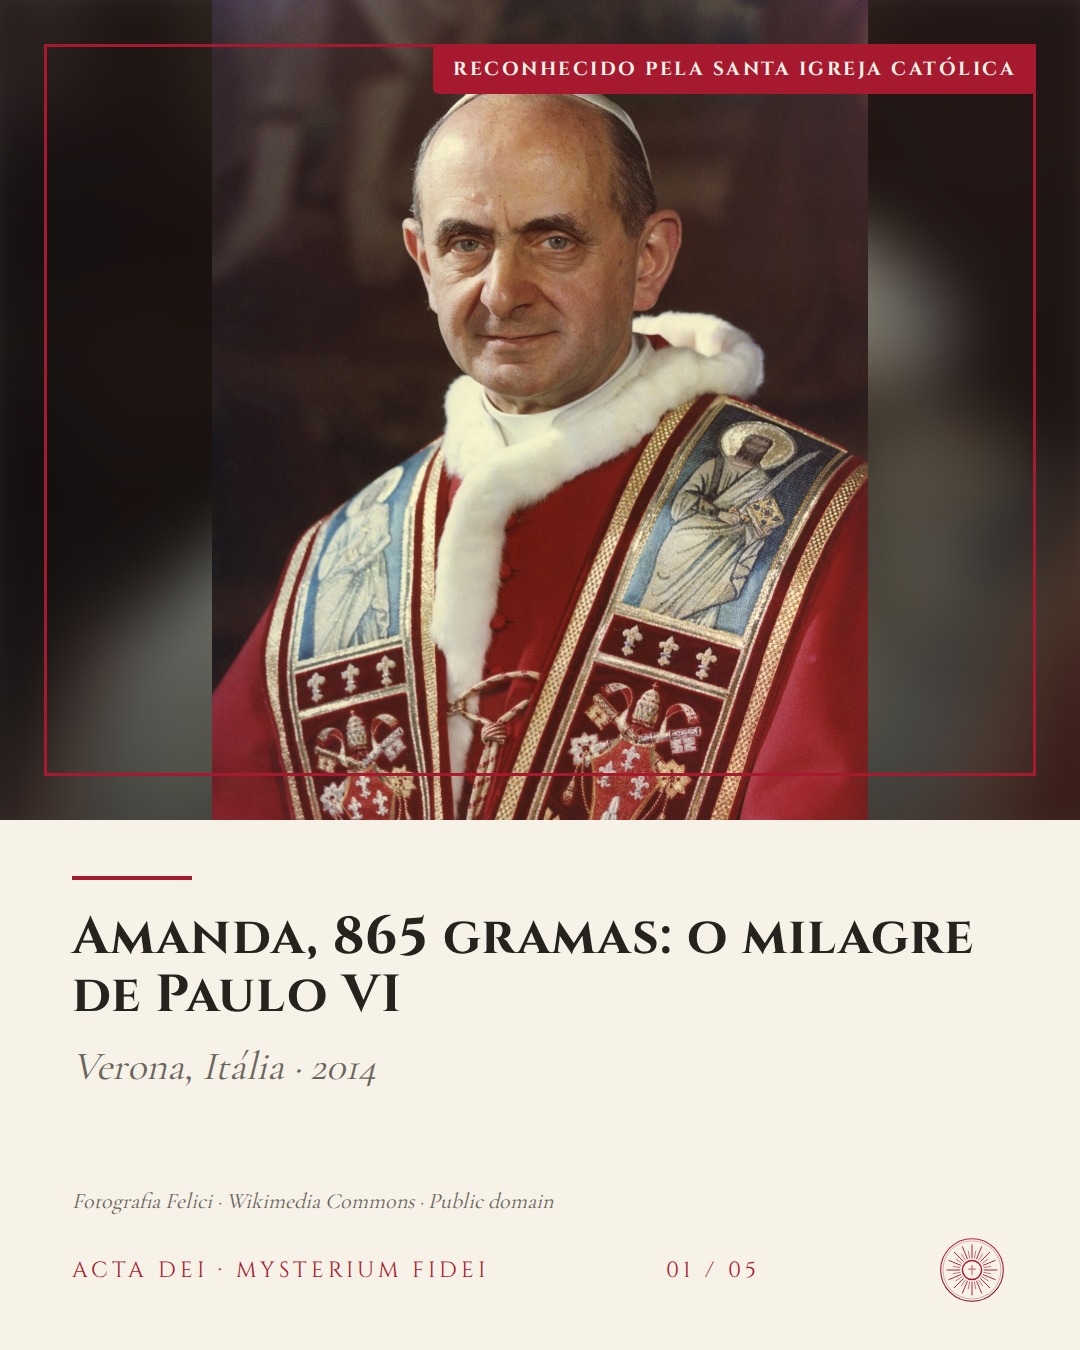 RECONHECIDO PELA SANTA IGREJA CATÓLICA
Amanda, 865 gramas: o milagre
de Paulo VI
Verona, Itália · 2014
Fotografia Felici · Wikimedia Commons · Public domain
ACTA DEI · MYSTERIUM FIDEI
01 / 05